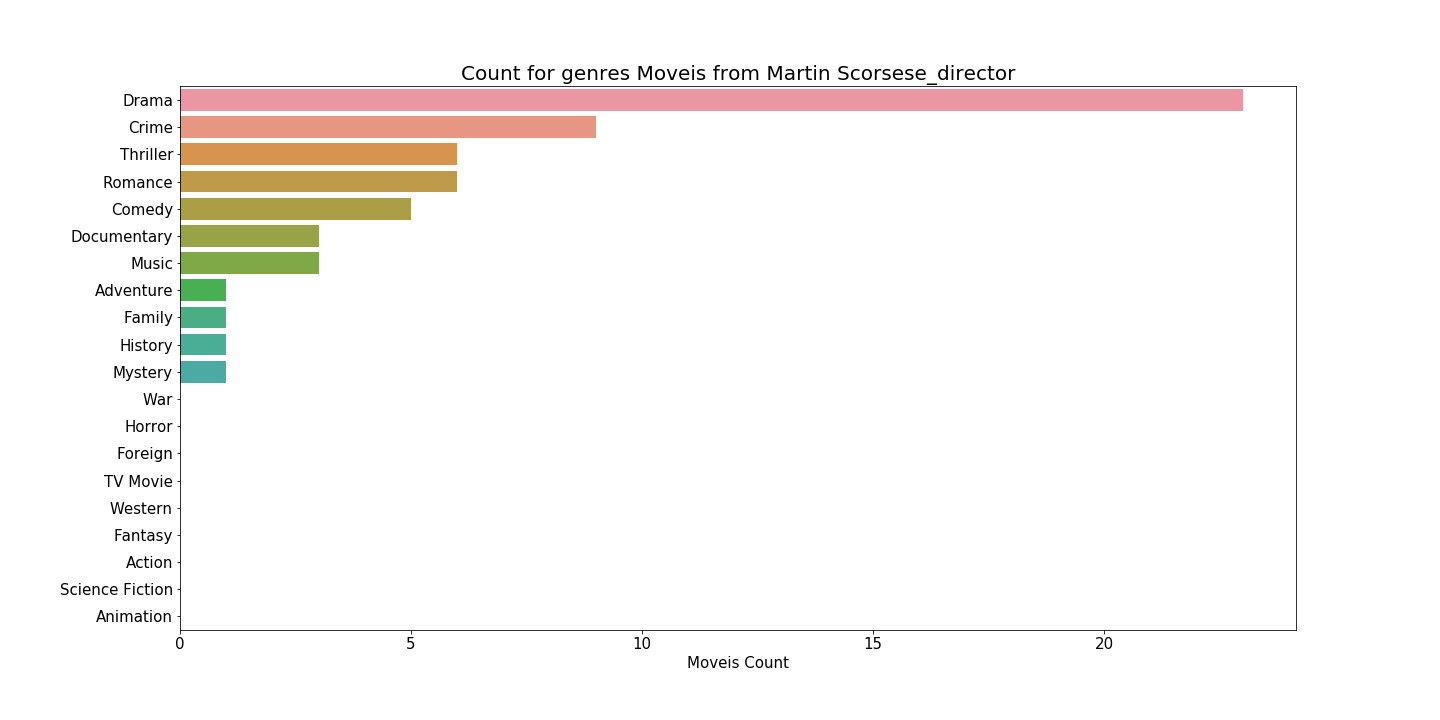 Count for genres Moveis from Martin Scorsese_director
Drama
Crime
Thriller
Romance
Comedy
Documentary
Music
Adventure
Family
History
Mystery
War
Horror
Foreign
TV Movie
Western
Fantasy
Action
Science Fiction
Animation
0 5 10 15 20
Moveis Count